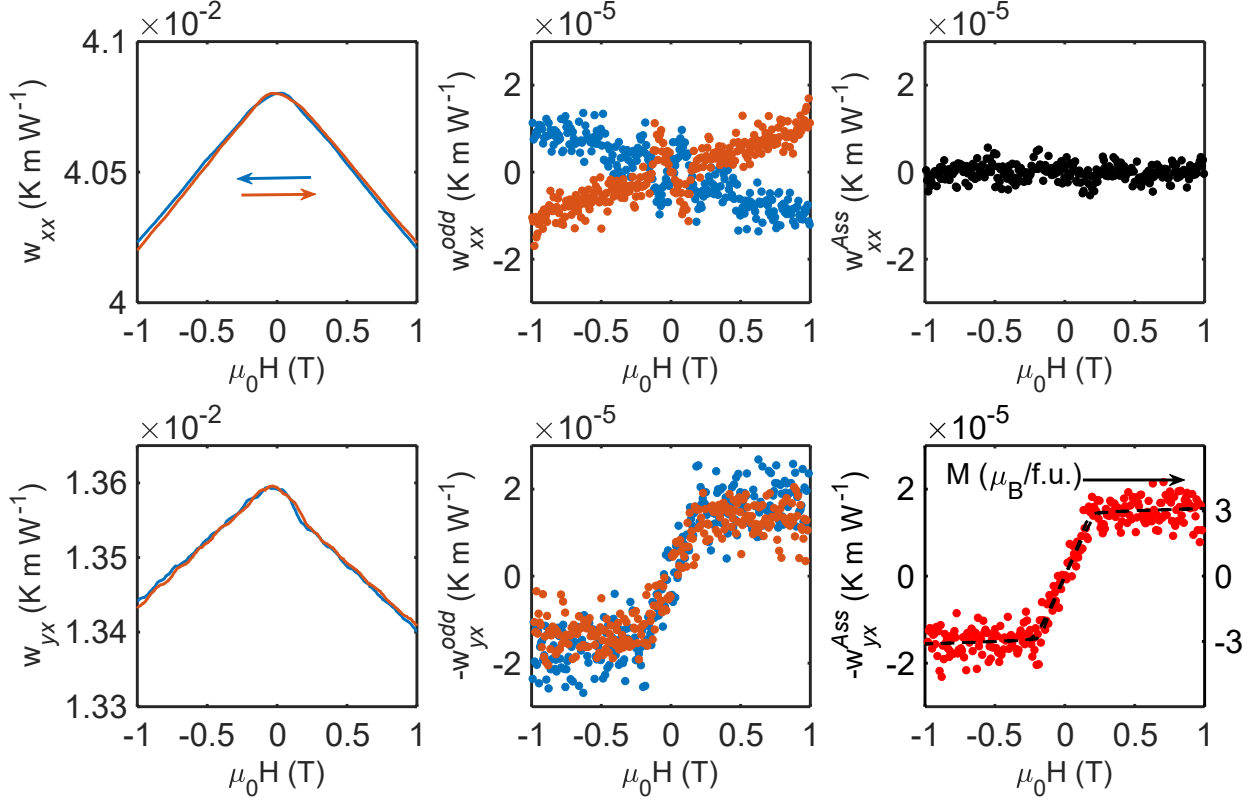 ×10⁻²
4.1
4.05
4
w_xx (K m W⁻¹)
-1 -0.5 0 0.5 1
μ₀H (T)
×10⁻⁵
2
0
-2
w_xx^odd (K m W⁻¹)
-1 -0.5 0 0.5 1
μ₀H (T)
×10⁻⁵
2
0
-2
w_xx^Ass (K m W⁻¹)
-1 -0.5 0 0.5 1
μ₀H (T)
×10⁻²
1.36
1.35
1.34
1.33
w_yx (K m W⁻¹)
-1 -0.5 0 0.5 1
μ₀H (T)
×10⁻⁵
2
0
-2
-w_yx^odd (K m W⁻¹)
-1 -0.5 0 0.5 1
μ₀H (T)
×10⁻⁵
M (μ_B/f.u.)
2
0
-2
-w_yx^Ass (K m W⁻¹)
3
0
-3
-1 -0.5 0 0.5 1
μ₀H (T)